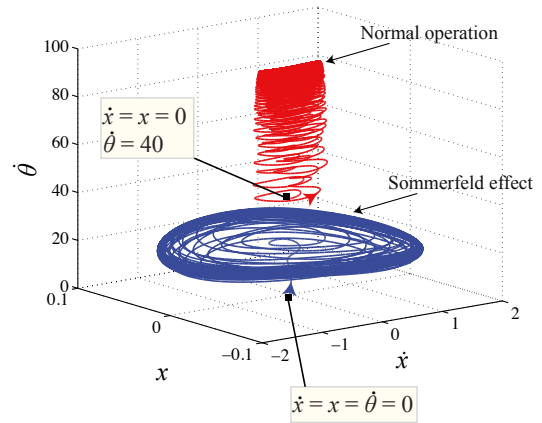 Normal operation
100
80
60
40
20
0
θ̇
ẋ = x = 0
θ̇ = 40
Sommerfeld effect
0.1
0
−0.1
x
−2
−1
0
1
2
ẋ
ẋ = x = θ̇ = 0